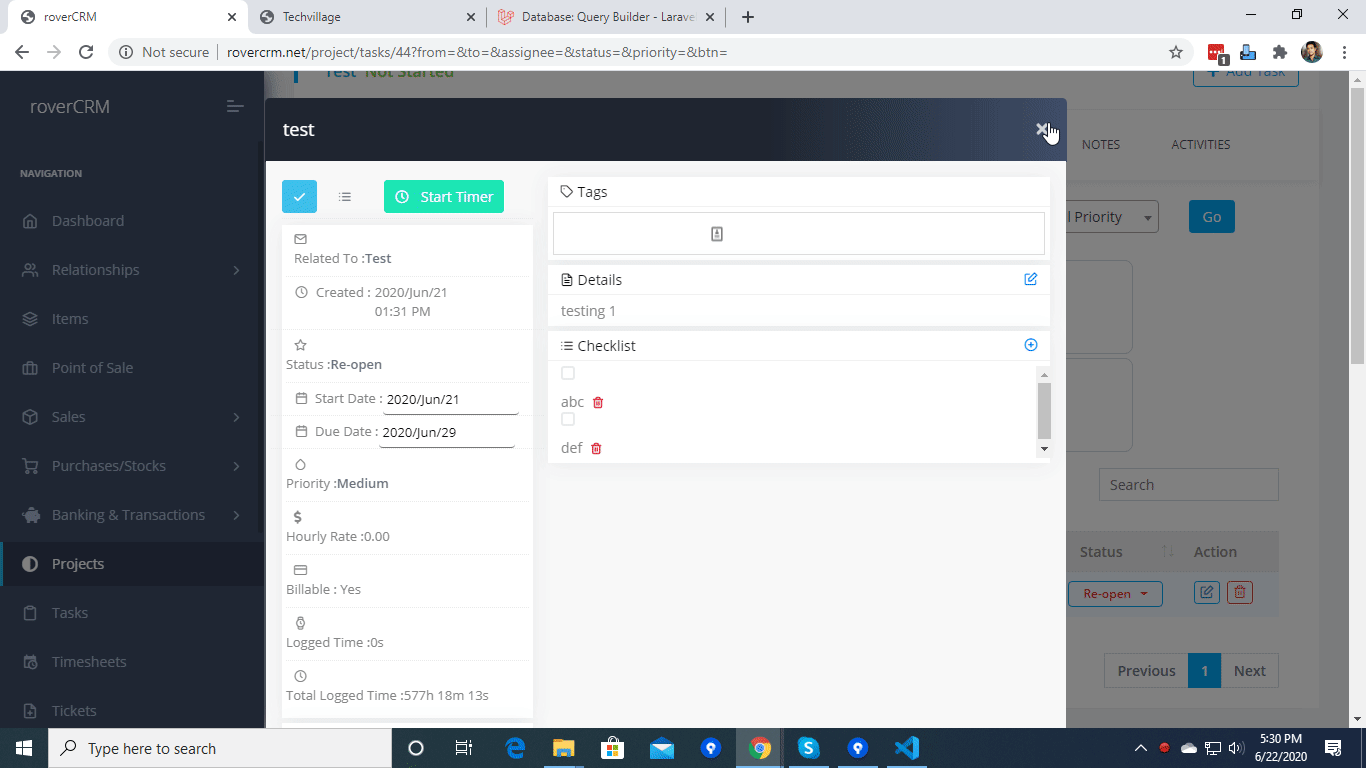 roverCRM
Techvillage
Database: Query Builder - Larave
Not secure
rovercrm.net/project/tasks/44?from=&to=&assignee=&status=&priority=&btn=
1
Test Not Started
+ Add Task
roverCRM
NAVIGATION
Dashboard
Relationships
Items
Point of Sale
Sales
Purchases/Stocks
Banking & Transactions
Projects
Tasks
Timesheets
Tickets
test
Start Timer
Related To :Test
Created : 2020/Jun/21
01:31 PM
Status :Re-open
Start Date : 2020/Jun/21
Due Date : 2020/Jun/29
Priority :Medium
Hourly Rate :0.00
Billable : Yes
Logged Time :0s
Total Logged Time :577h 18m 13s
Tags
Details
testing 1
Checklist
abc
def
NOTES
ACTIVITIES
l Priority
Go
Search
Status
Action
Re-open
Previous
1
Next
Type here to search
5:30 PM
6/22/2020